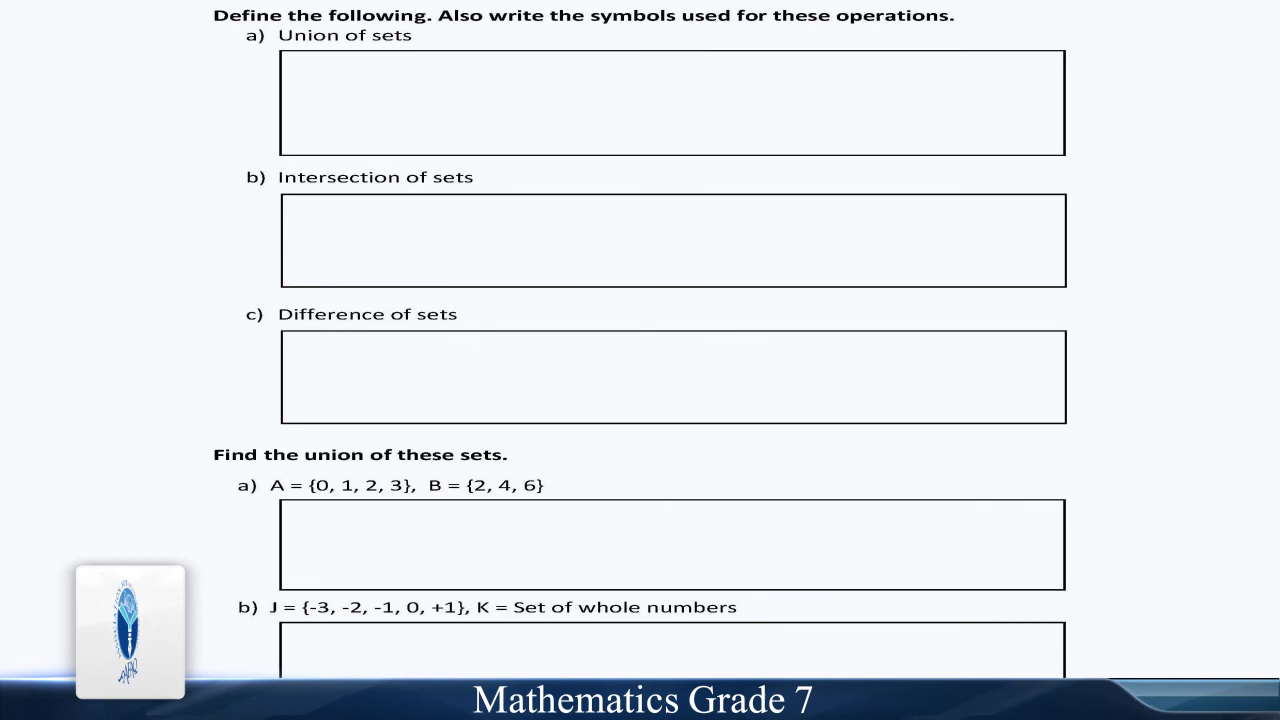 Define the following. Also write the symbols used for these operations.
a) Union of sets
b) Intersection of sets
c) Difference of sets
Find the union of these sets.
a) A = {0, 1, 2, 3}, B = {2, 4, 6}
b) J = {-3, -2, -1, 0, +1}, K = Set of whole numbers
Mathematics Grade 7